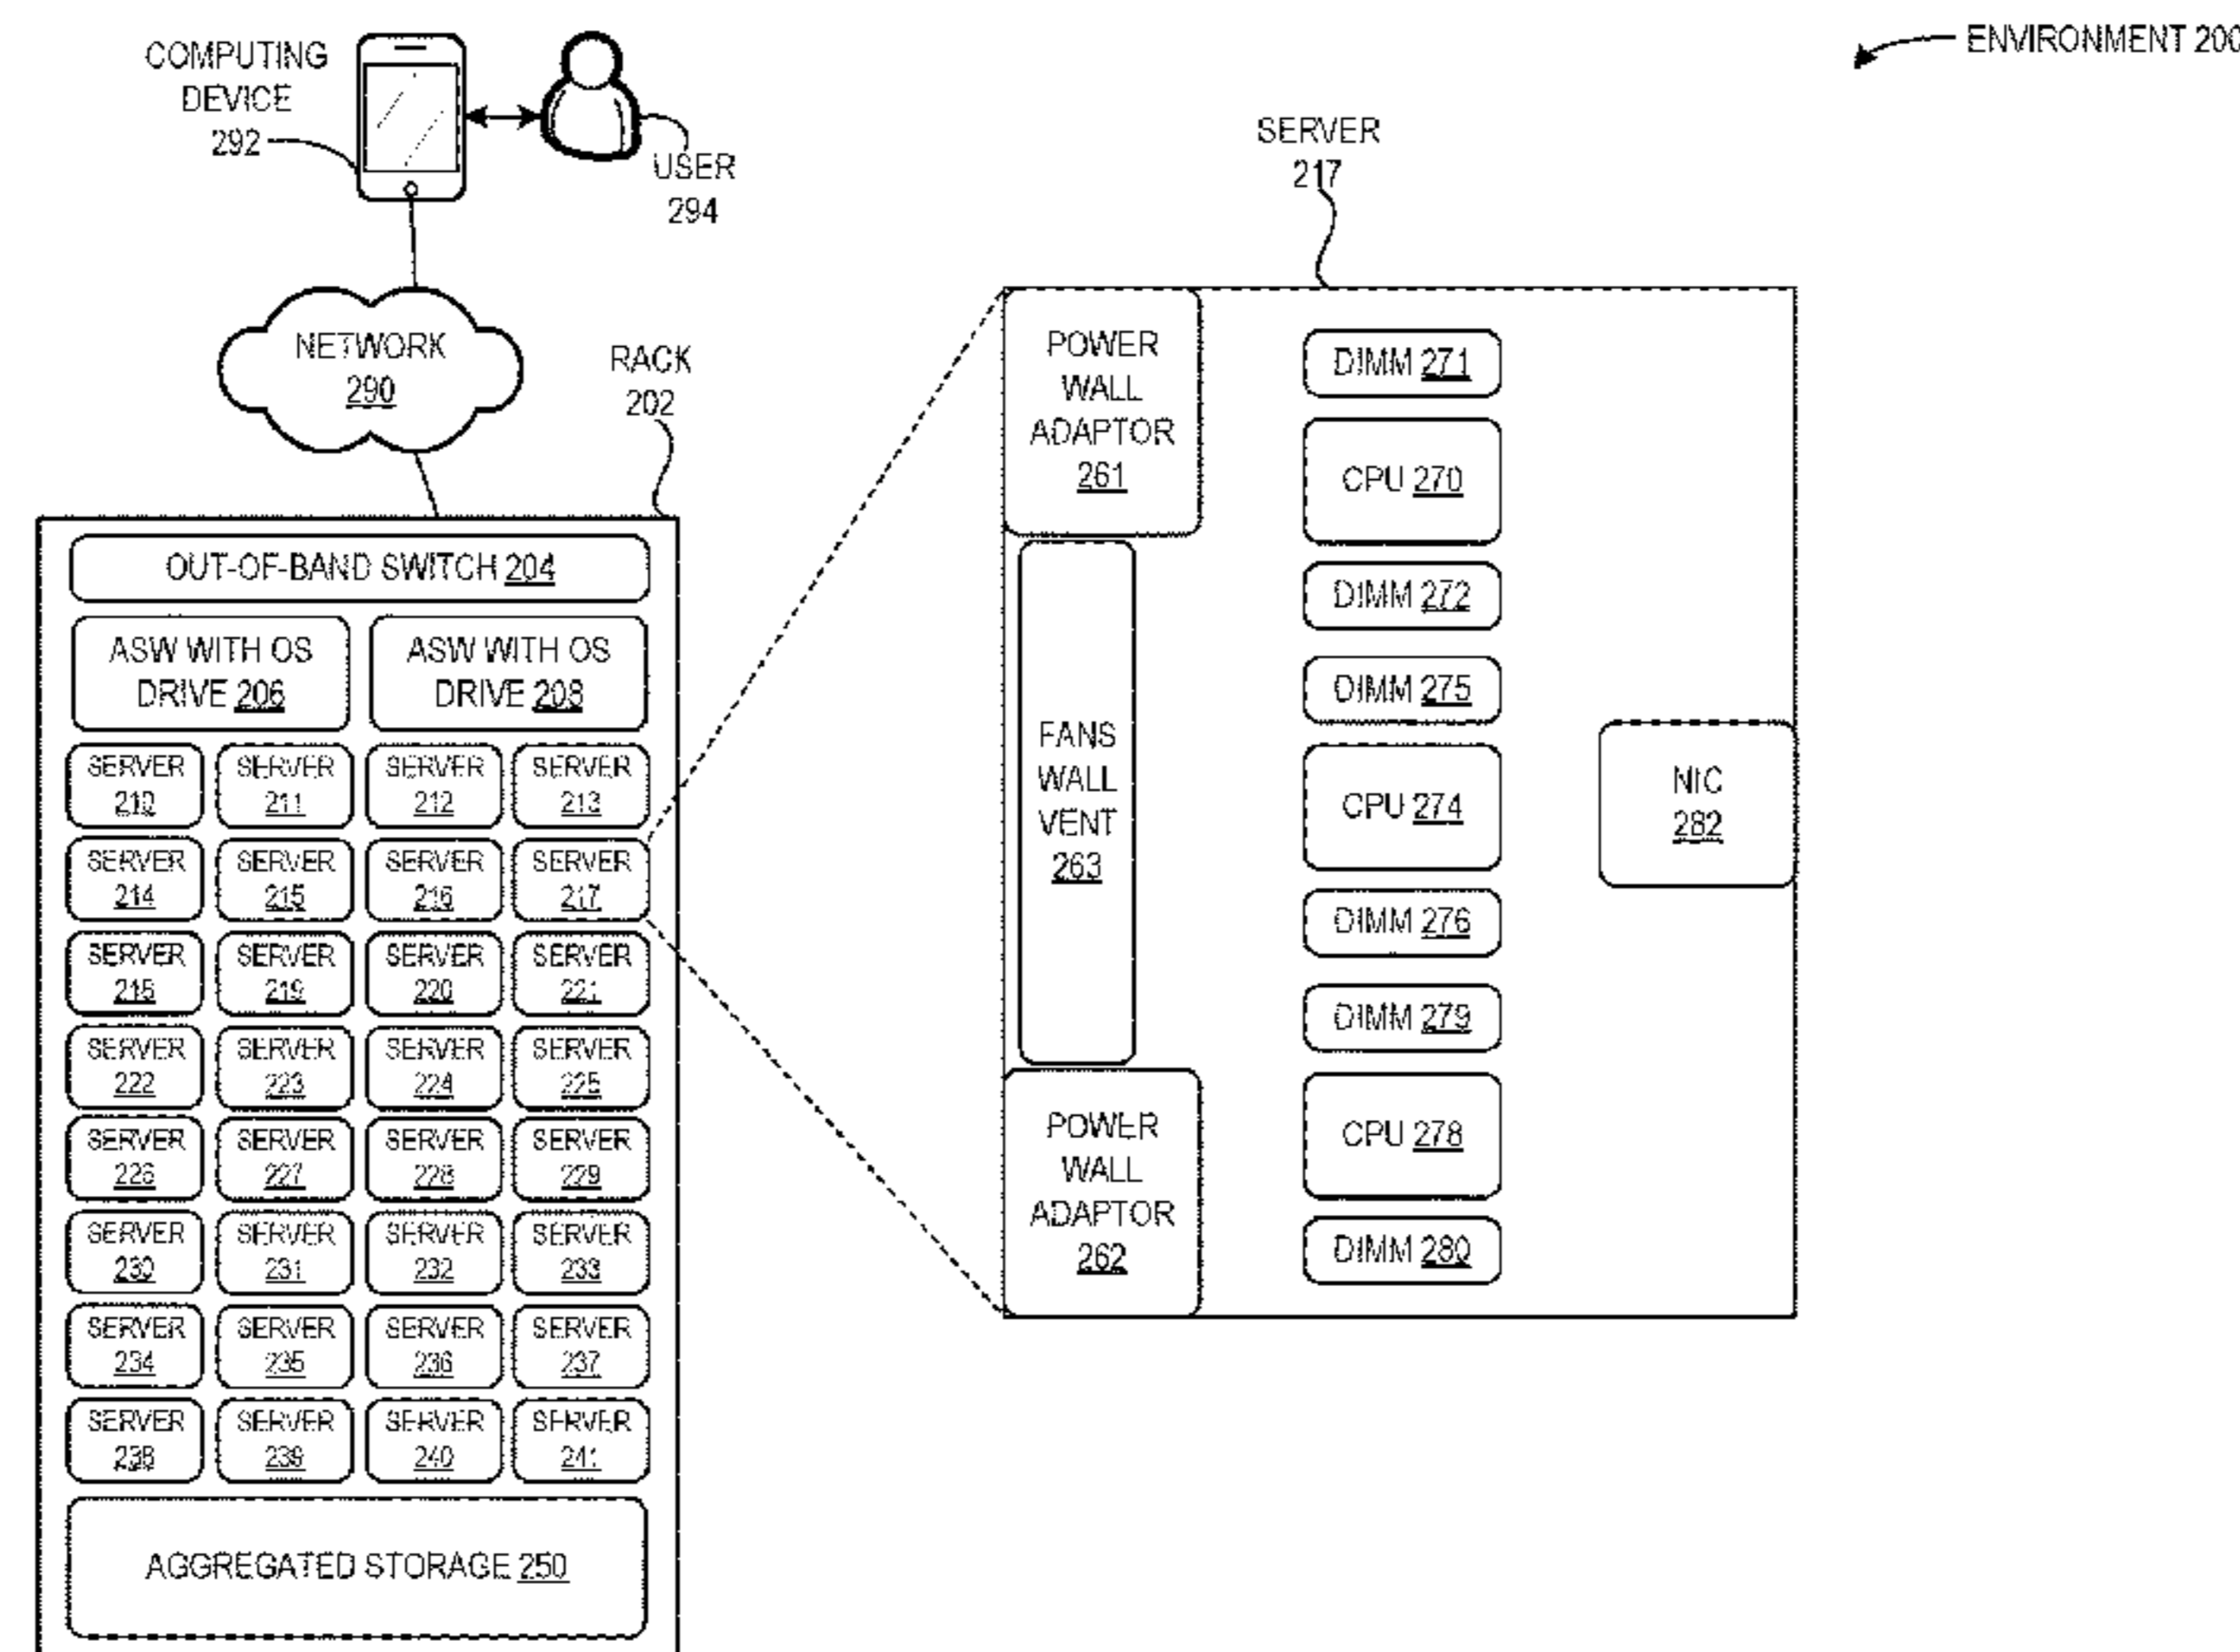 ENVIRONMENT 200
COMPUTING
DEVICE
292
USER
294
NETWORK
290
RACK
202
OUT-OF-BAND SWITCH 204
ASW WITH OS
DRIVE 206
ASW WITH OS
DRIVE 208
SERVER
210
SERVER
211
SERVER
212
SERVER
213
SERVER
214
SERVER
215
SERVER
216
SERVER
217
SERVER
218
SERVER
219
SERVER
220
SERVER
221
SERVER
222
SERVER
223
SERVER
224
SERVER
225
SERVER
226
SERVER
227
SERVER
228
SERVER
229
SERVER
230
SERVER
231
SERVER
232
SERVER
233
SERVER
234
SERVER
235
SERVER
236
SERVER
237
SERVER
238
SERVER
239
SERVER
240
SERVER
241
AGGREGATED STORAGE 250
SERVER
217
POWER
WALL
ADAPTOR
261
FANS
WALL
VENT
263
POWER
WALL
ADAPTOR
262
DIMM 271
CPU 270
DIMM 272
DIMM 275
CPU 274
DIMM 276
DIMM 279
CPU 278
DIMM 280
NIC
282